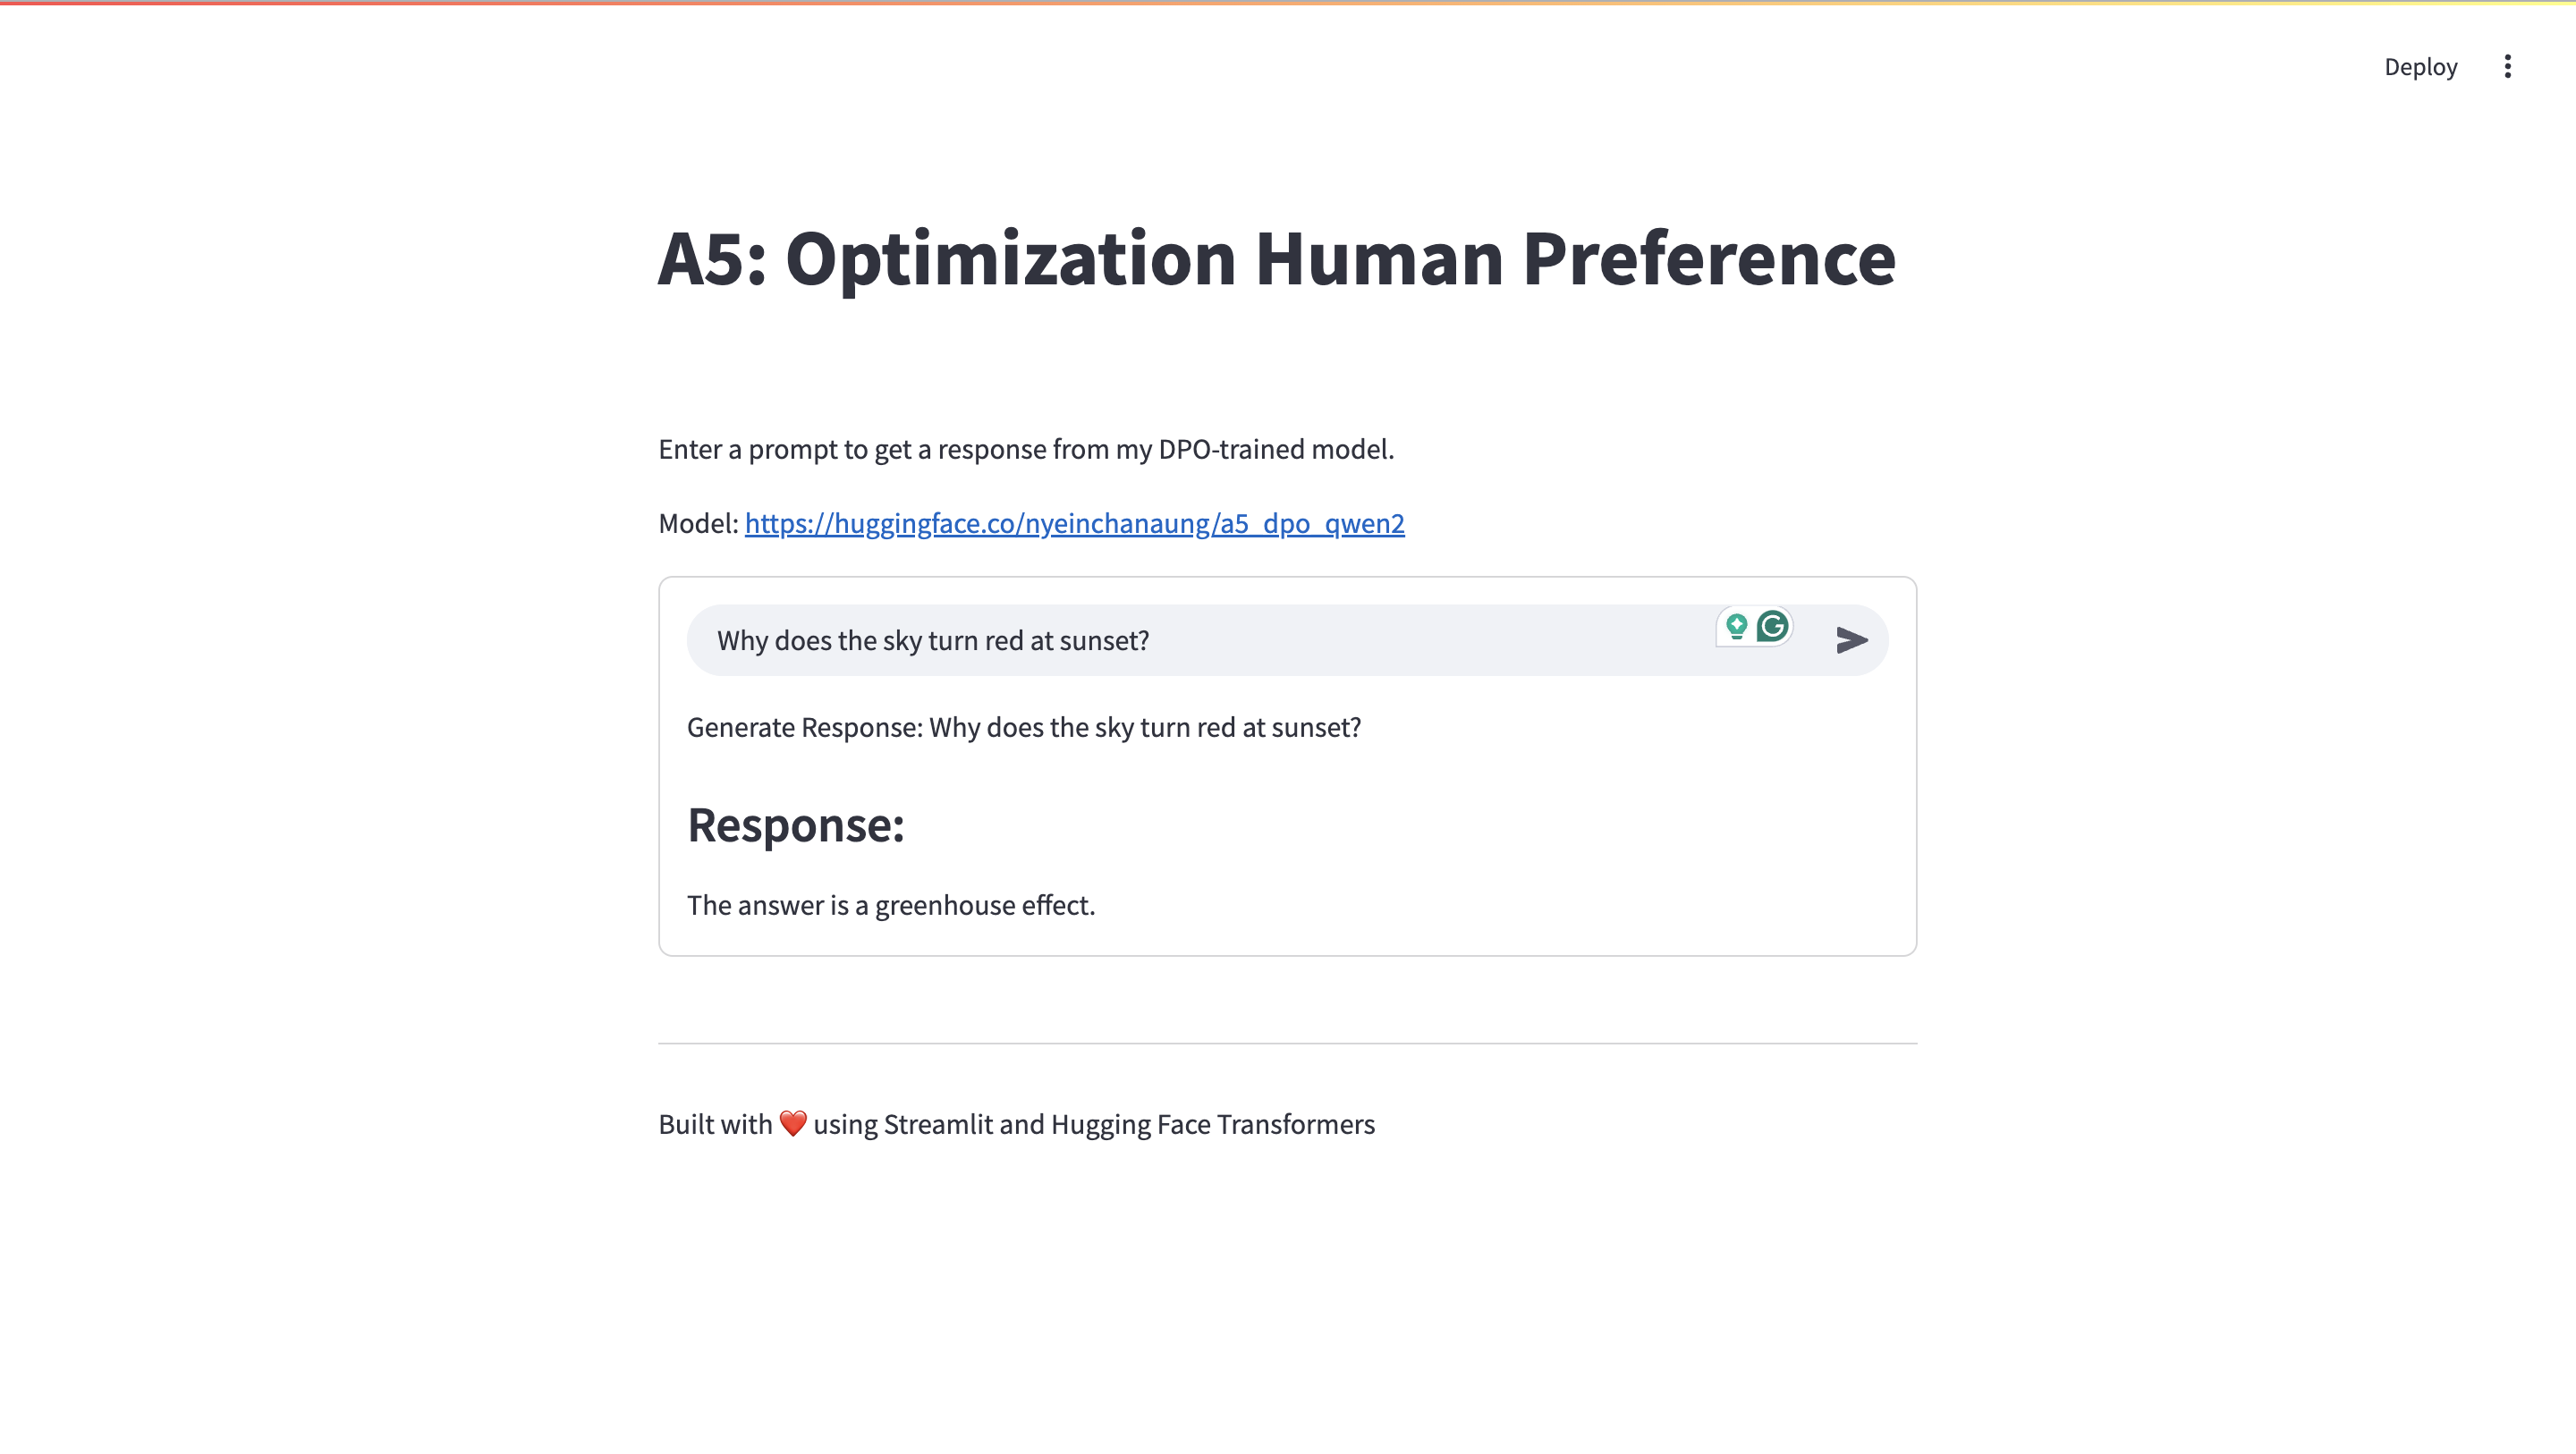 Deploy
A5: Optimization Human Preference
Enter a prompt to get a response from my DPO-trained model.
Model: https://huggingface.co/nyeinchanaung/a5_dpo_qwen2
Why does the sky turn red at sunset?
Generate Response: Why does the sky turn red at sunset?
Response:
The answer is a greenhouse effect.
Built with ❤️ using Streamlit and Hugging Face Transformers